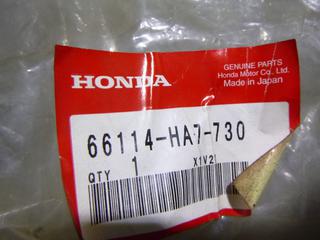 GENUINE PARTS
Honda Motor Co., Ltd.
Made in Japan
HONDA
66114-HA7-730
QTY 1 X1V2